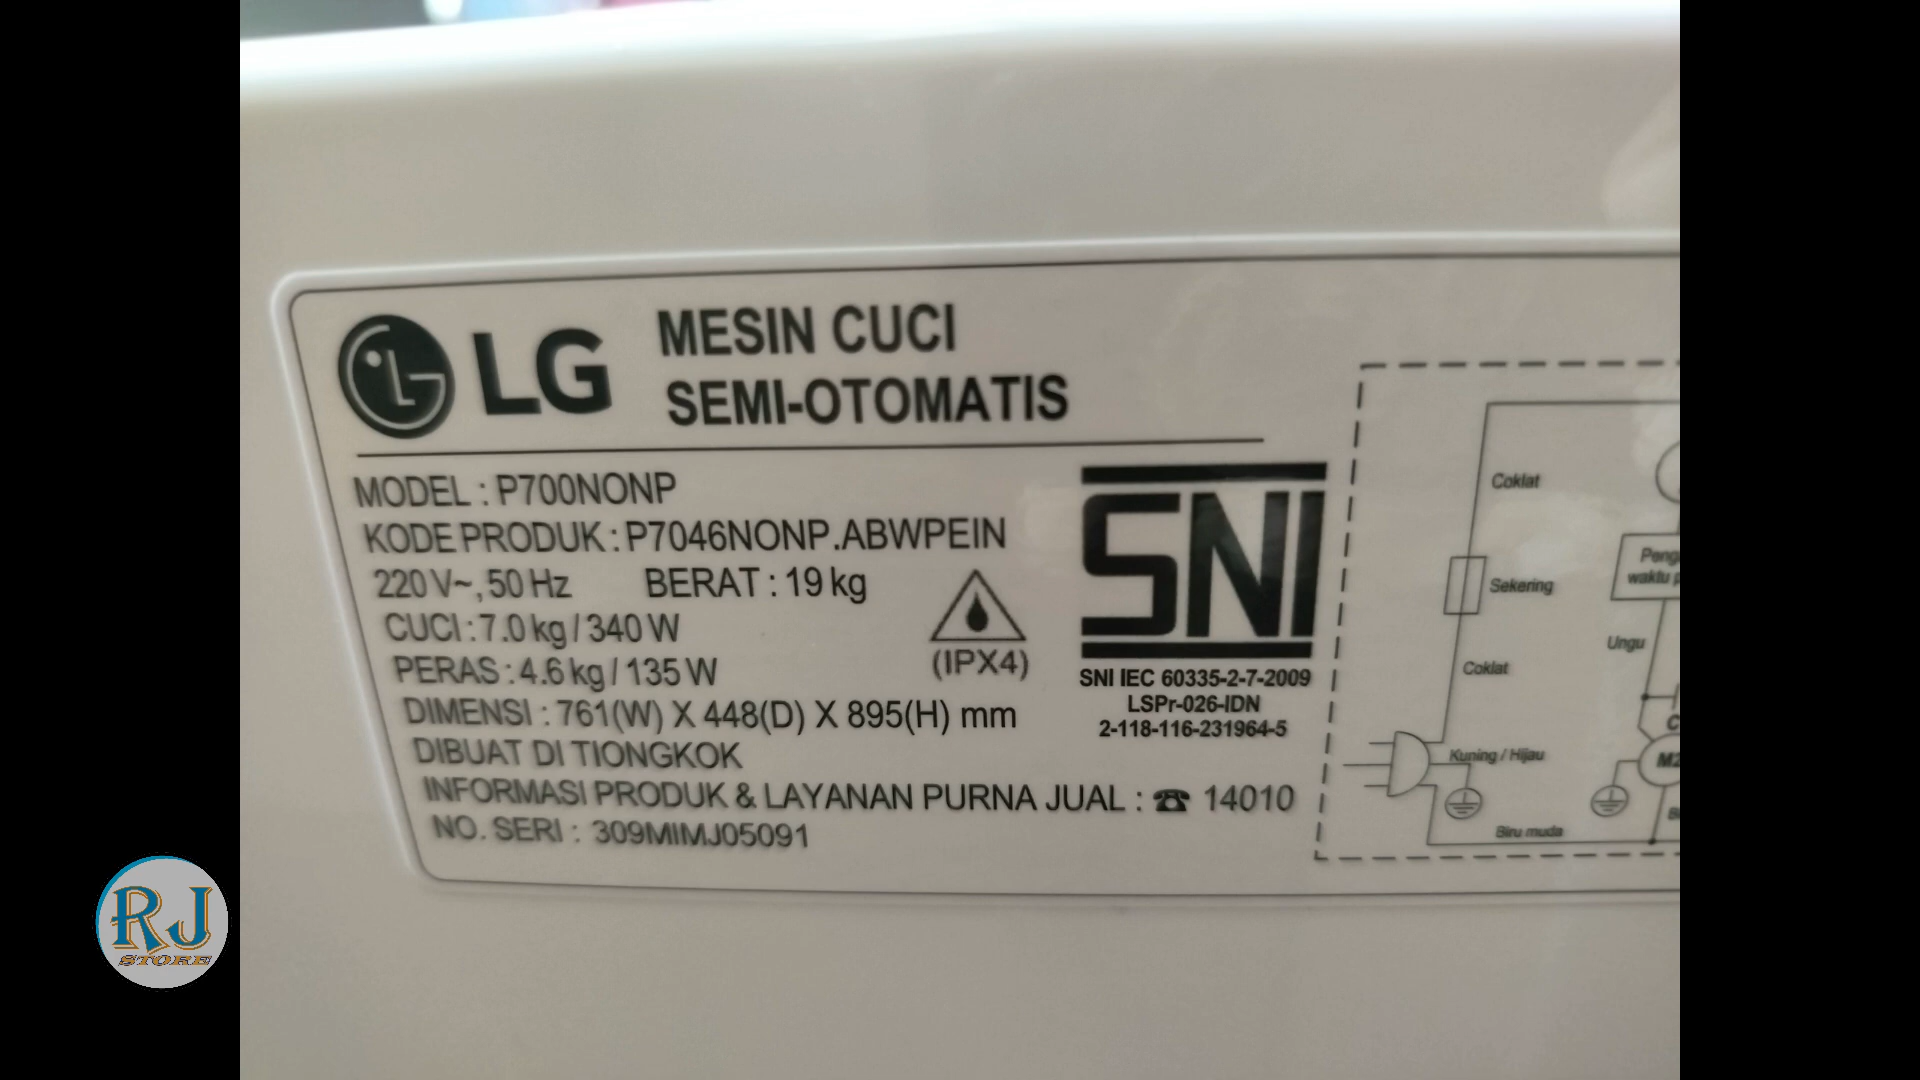 LG
MESIN CUCI
SEMI-OTOMATIS
MODEL : P700NONP
KODE PRODUK : P7046NONP.ABWPEIN
220 V~, 50 Hz BERAT : 19 kg
CUCI : 7.0 kg / 340 W
PERAS : 4.6 kg / 135 W
(IPX4)
DIMENSI : 761(W) X 448(D) X 895(H) mm
DIBUAT DI TIONGKOK
INFORMASI PRODUK & LAYANAN PURNA JUAL : ☎ 14010
NO. SERI : 309MIMJ05091
SNI
SNI IEC 60335-2-7-2009
LSPr-026-IDN
2-118-116-231964-5
Coklat
Sekering
waktu
Ungu
Coklat
Kuning / Hijau
M2
Biru muda
RJ
STORE